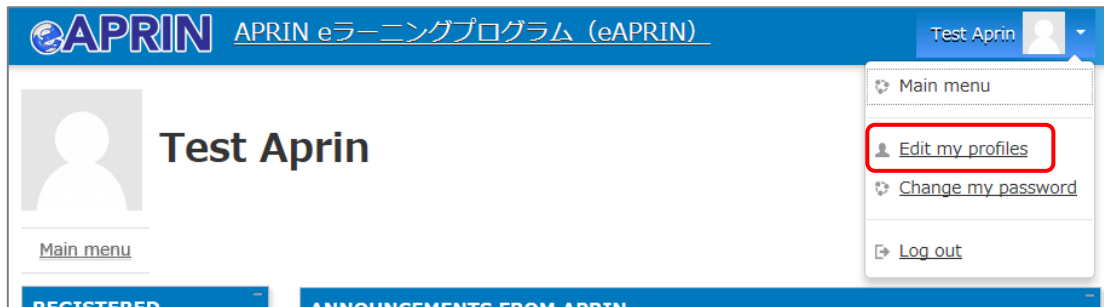 APRIN APRIN eラーニングプログラム（eAPRIN）
Test Aprin
Main menu
Edit my profiles
Change my password
Log out
Test Aprin
Main menu
REGISTERED
ANNOUNCEMENTS FROM APRIN